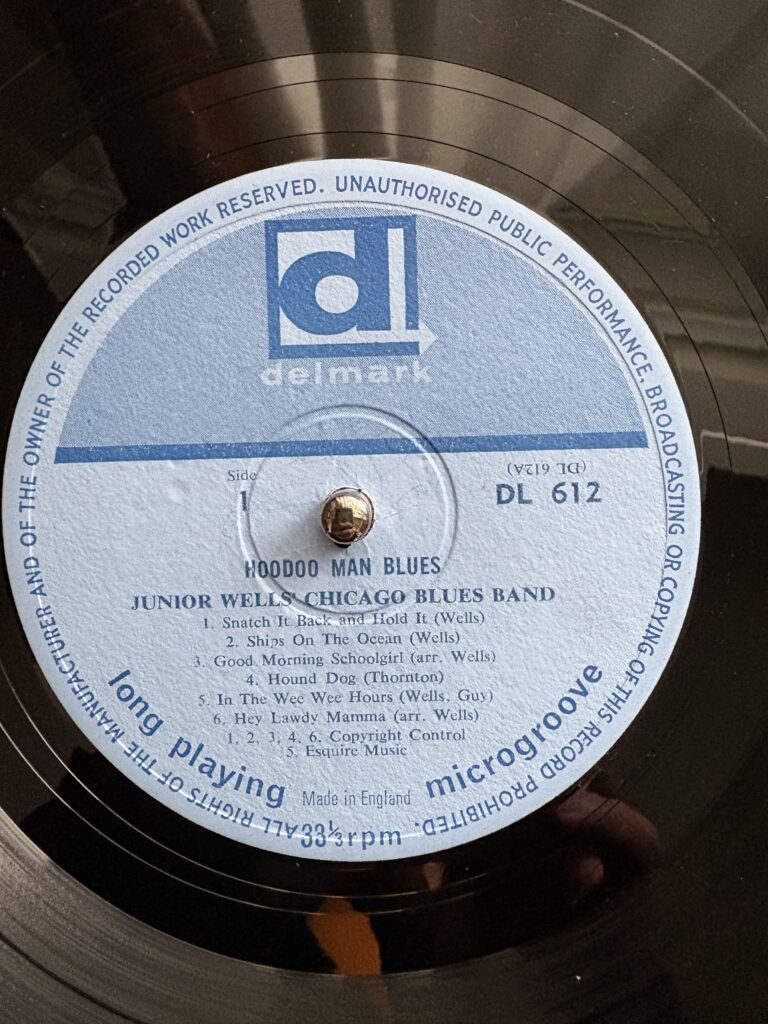 ALL RIGHTS OF THE MANUFACTURER AND OF THE OWNER OF THE RECORDED WORK RESERVED. UNAUTHORISED PUBLIC PERFORMANCE, BROADCASTING OR COPYING OF THIS RECORD PROHIBITED.
dl
delmark
Side
1
(DL 612A)
DL 612
HOODOO MAN BLUES
JUNIOR WELLS' CHICAGO BLUES BAND
1. Snatch It Back and Hold It (Wells)
2. Ships On The Ocean (Wells)
3. Good Morning Schoolgirl (arr. Wells)
4. Hound Dog (Thornton)
5. In The Wee Wee Hours (Wells, Guy)
6. Hey Lawdy Mamma (arr. Wells)
1, 2, 3, 4, 6. Copyright Control
5. Esquire Music
long playing
Made in England
microgroove
33⅓ rpm